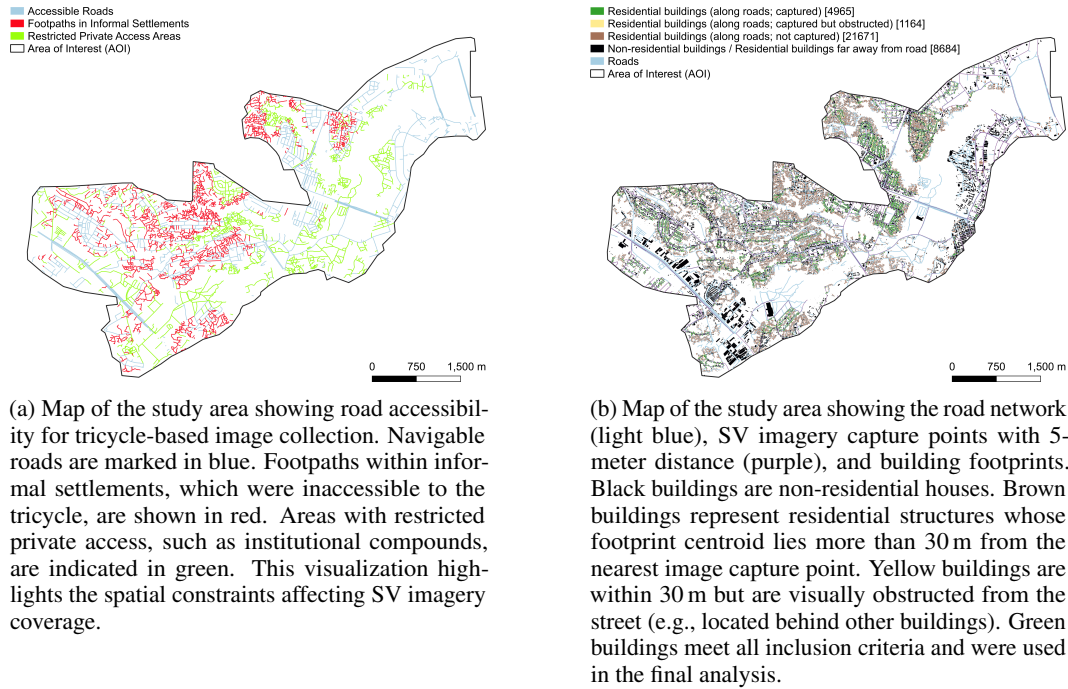 Accessible Roads
Footpaths in Informal Settlements
Restricted Private Access Areas
Area of Interest (AOI)
0 750 1,500 m
(a) Map of the study area showing road accessibil-
ity for tricycle-based image collection. Navigable
roads are marked in blue. Footpaths within infor-
mal settlements, which were inaccessible to the
tricycle, are shown in red. Areas with restricted
private access, such as institutional compounds,
are indicated in green. This visualization high-
lights the spatial constraints affecting SV imagery
coverage.
Residential buildings (along roads; captured) [4965]
Residential buildings (along roads; captured but obstructed) [1164]
Residential buildings (along roads; not captured) [21671]
Non-residential buildings / Residential buildings far away from road [8684]
Roads
Area of Interest (AOI)
0 750 1,500 m
(b) Map of the study area showing the road network
(light blue), SV imagery capture points with 5-
meter distance (purple), and building footprints.
Black buildings are non-residential houses. Brown
buildings represent residential structures whose
footprint centroid lies more than 30 m from the
nearest image capture point. Yellow buildings are
within 30 m but are visually obstructed from the
street (e.g., located behind other buildings). Green
buildings meet all inclusion criteria and were used
in the final analysis.